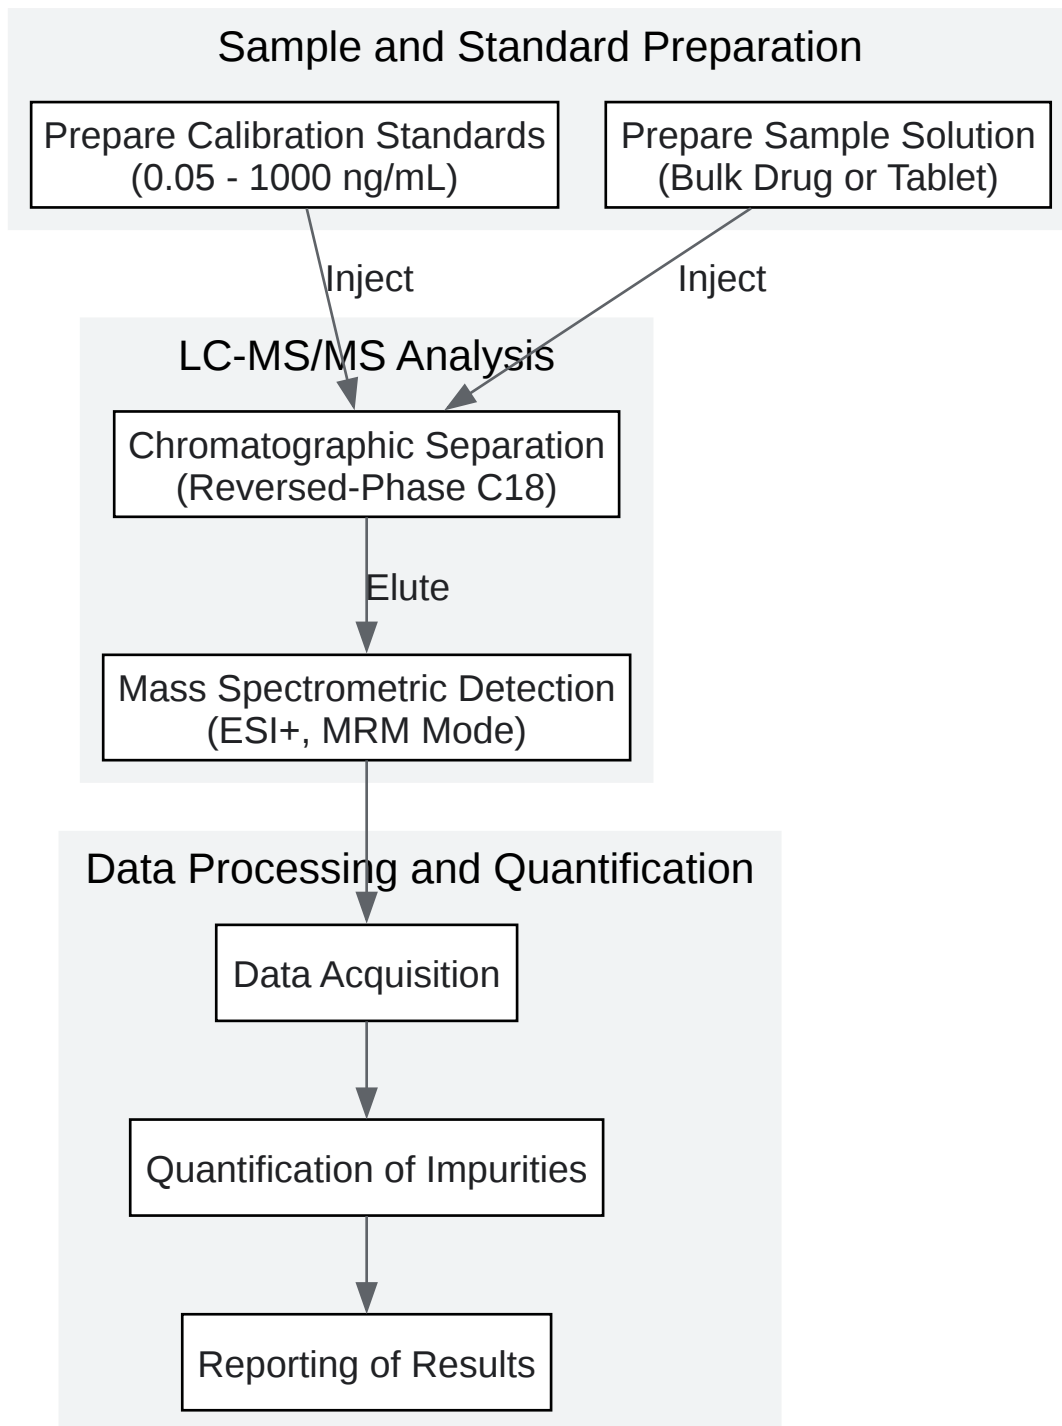 Sample and Standard Preparation
Prepare Calibration Standards
(0.05 - 1000 ng/mL)
Prepare Sample Solution
(Bulk Drug or Tablet)
Inject
Inject
LC-MS/MS Analysis
Chromatographic Separation
(Reversed-Phase C18)
Elute
Mass Spectrometric Detection
(ESI+, MRM Mode)
Data Processing and Quantification
Data Acquisition
Quantification of Impurities
Reporting of Results